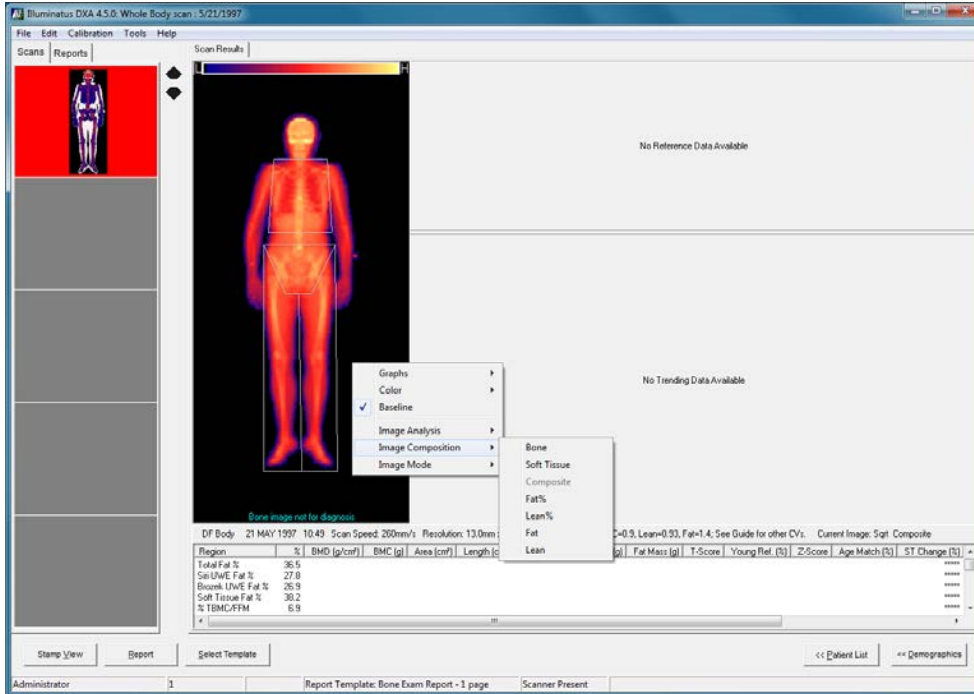 Illuminatus DXA 4.5.0: Whole Body scan : 5/21/1997
File Edit Calibration Tools Help
Scans Reports
Scan Results
L H
No Reference Data Available
Graphs
Color
Baseline
Image Analysis
Image Composition
Image Mode
Bone
Soft Tissue
Composite
Fat%
Lean%
Fat
Lean
No Trending Data Available
Bone image not for diagnosis
DF Body 21 MAY 1997 10:49 Scan Speed: 260mm/s Resolution: 13.0mm C=0.9, Lean=0.93, Fat=1.4; See Guide for other CVs. Current Image: Sqrt Composite
Region % BMD (g/cm²) BMC (g) Area (cm²) Length (c (g) Fat Mass (g) T-Score Young Ref. (%) Z-Score Age Match (%) ST Change (%)
Total Fat % 36.5 *****
Siri UWE Fat % 27.8 *****
Brozek UWE Fat % 26.9 *****
Soft Tissue Fat % 38.2 *****
% TBMC/FFM 6.9 *****
Stamp View Report Select Template << Patient List << Demographics
Administrator 1 Report Template: Bone Exam Report - 1 page Scanner Present